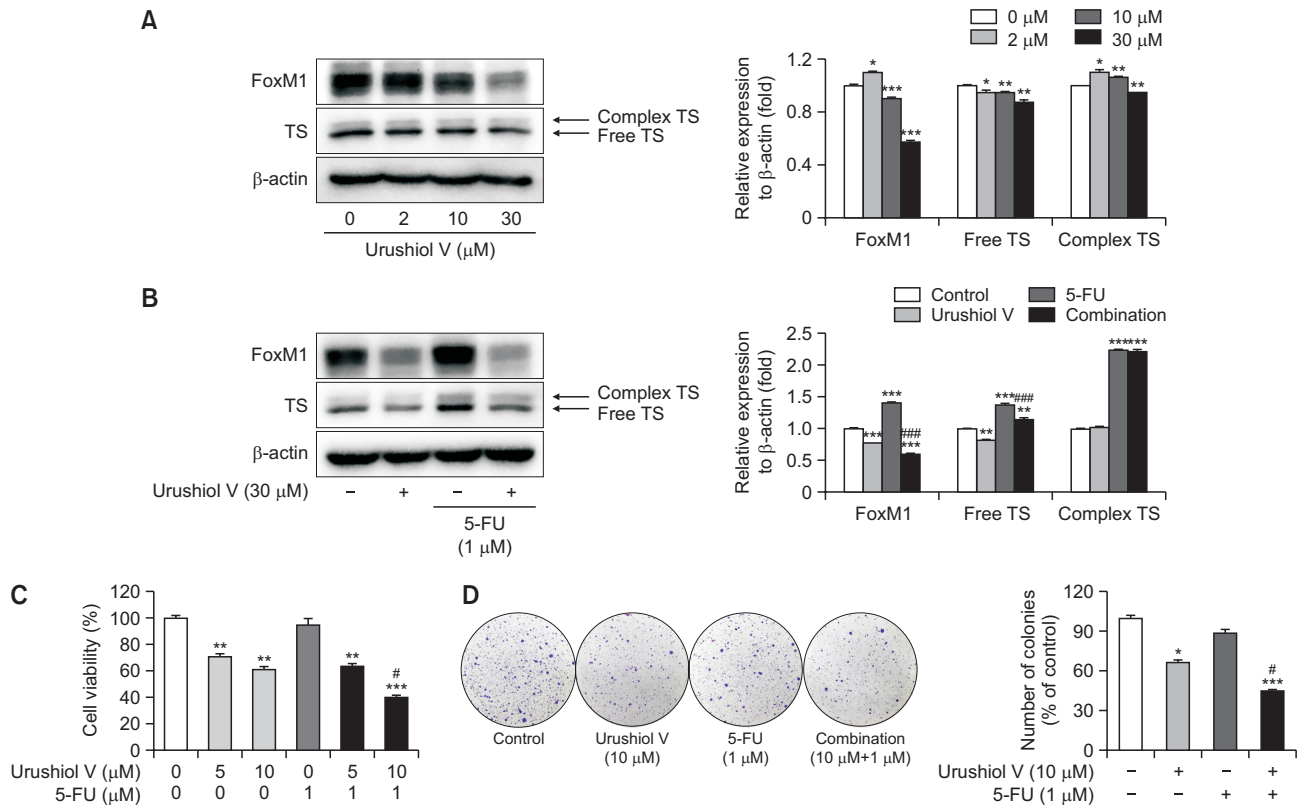 A
FoxM1
TS
β-actin
Complex TS
Free TS
0 2 10 30
Urushiol V (μM)
0 μM 10 μM
2 μM 30 μM
Relative expression
to β-actin (fold)
1.2
0.8
0.4
0
* *** ***
* ** **
* ** **
FoxM1 Free TS Complex TS
B
FoxM1
TS
β-actin
Complex TS
Free TS
Urushiol V (30 μM) − + − +
5-FU
(1 μM)
Control 5-FU
Urushiol V Combination
Relative expression
to β-actin (fold)
2.5
2.0
1.5
1.0
0.5
0
*** *** ### ***
** *** ### **
*** ***
FoxM1 Free TS Complex TS
C
Cell viability (%)
120
100
80
60
40
20
0
** ** ** # ***
Urushiol V (μM) 0 5 10 0 5 10
5-FU (μM) 0 0 0 1 1 1
D
Control Urushiol V 5-FU Combination
(10 μM) (1 μM) (10 μM+1 μM)
Number of colonies
(% of control)
120
90
60
30
0
* # ***
Urushiol V (10 μM) − + − +
5-FU (1 μM) − − + +